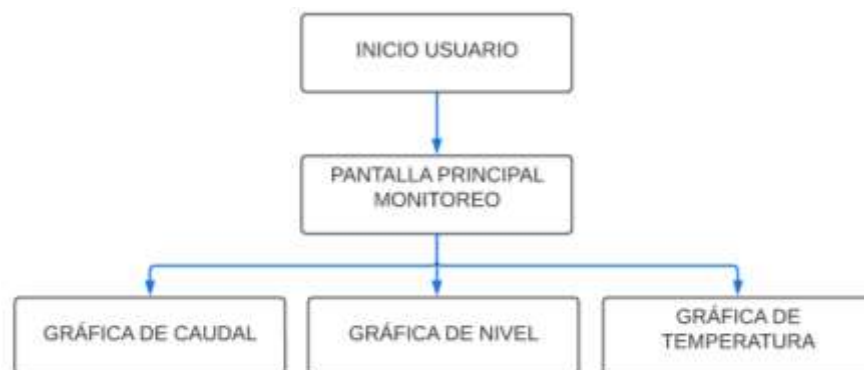 INICIO USUARIO
PANTALLA PRINCIPAL
MONITOREO
GRÁFICA DE CAUDAL
GRÁFICA DE NIVEL
GRÁFICA DE
TEMPERATURA